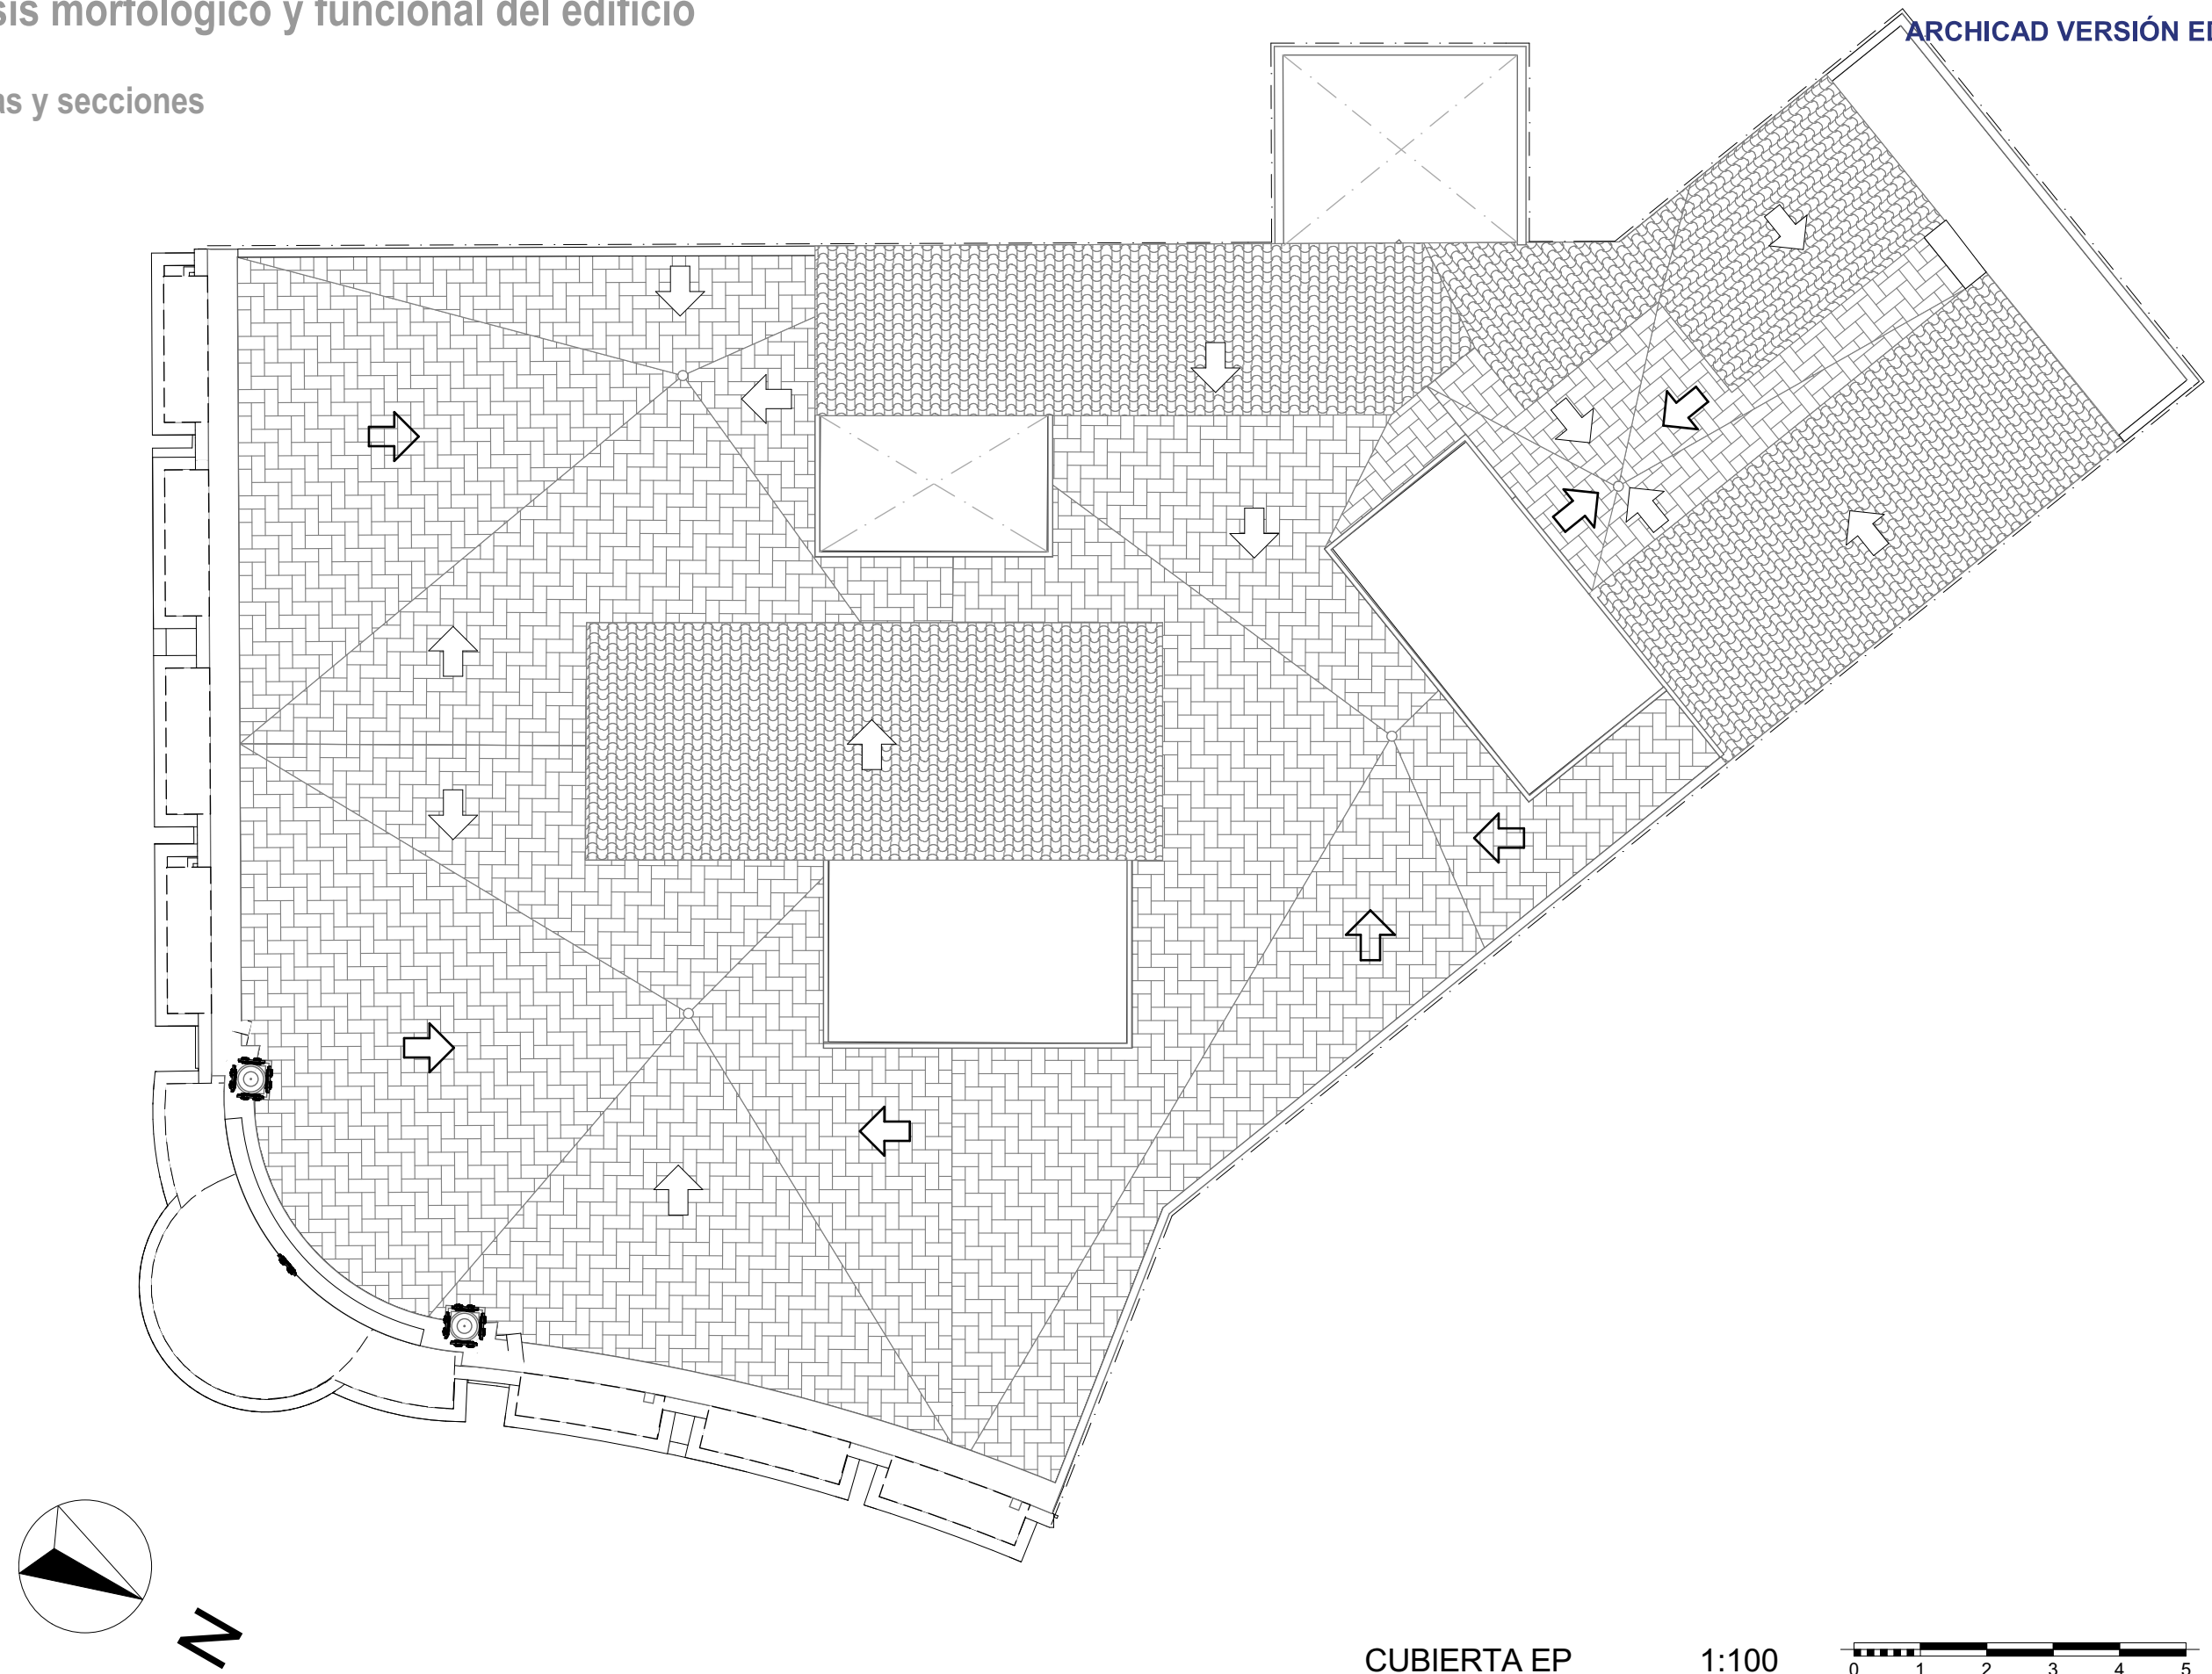 sis morfológico y funcional del edificio
ARCHICAD VERSIÓN ED
as y secciones
N
CUBIERTA EP 1:100
0 1 2 3 4 5